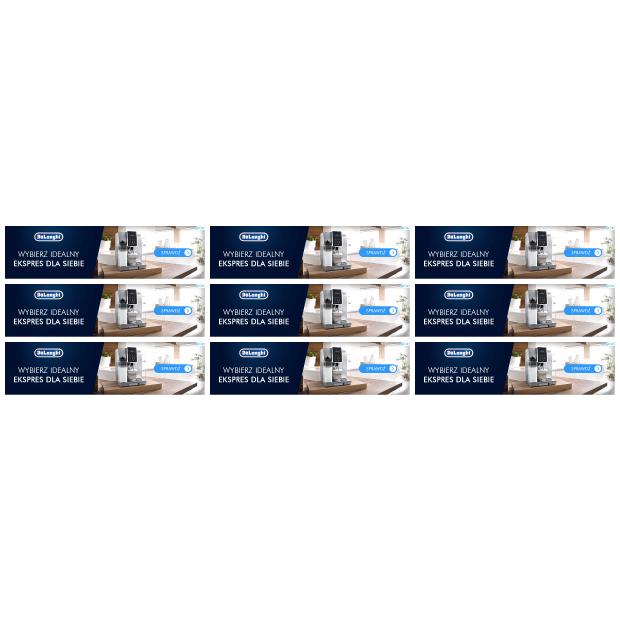 DeLonghi DeLonghi DeLonghi
WYBIERZ IDEALNY WYBIERZ IDEALNY WYBIERZ IDEALNY
SPRAWDŹ SPRAWDŹ SPRAWDŹ
EKSPRES DLA SIEBIE EKSPRES DLA SIEBIE EKSPRES DLA SIEBIE
DeLonghi DeLonghi DeLonghi
WYBIERZ IDEALNY WYBIERZ IDEALNY WYBIERZ IDEALNY
SPRAWDŹ SPRAWDŹ SPRAWDŹ
EKSPRES DLA SIEBIE EKSPRES DLA SIEBIE EKSPRES DLA SIEBIE
DeLonghi DeLonghi DeLonghi
WYBIERZ IDEALNY WYBIERZ IDEALNY WYBIERZ IDEALNY
SPRAWDŹ SPRAWDŹ SPRAWDŹ
EKSPRES DLA SIEBIE EKSPRES DLA SIEBIE EKSPRES DLA SIEBIE